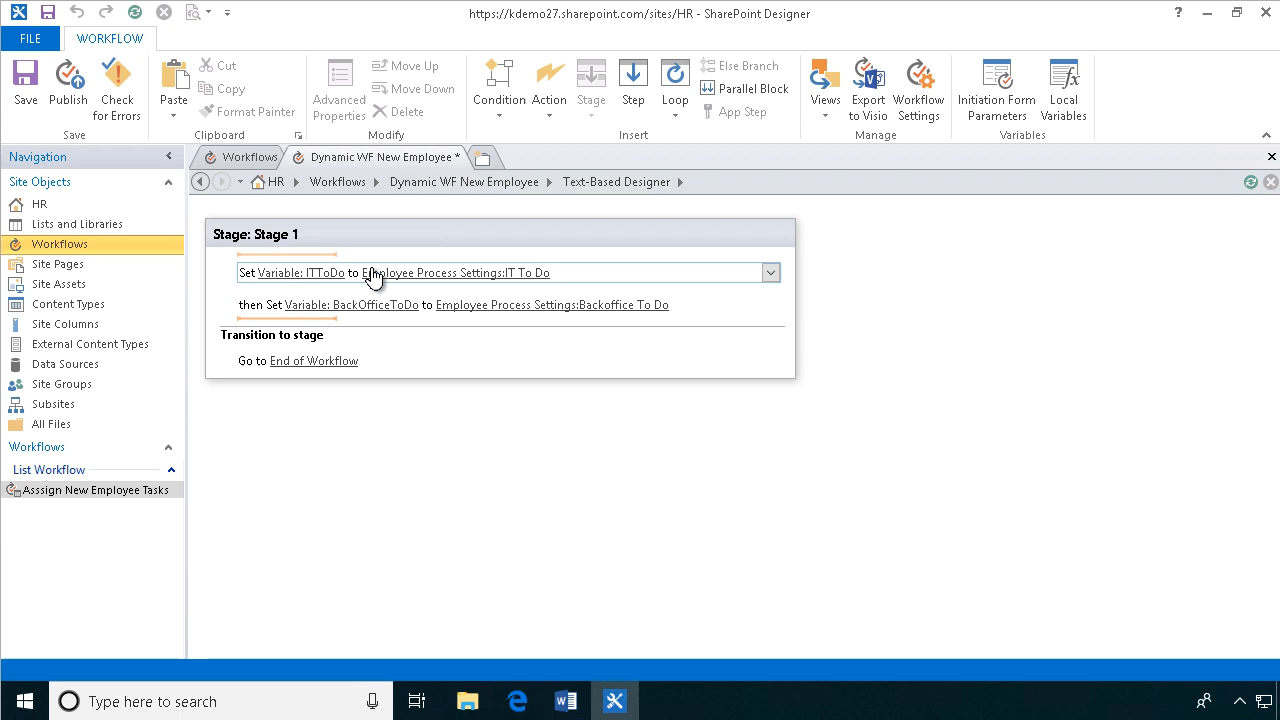 https://kdemo27.sharepoint.com/sites/HR - SharePoint Designer
FILE
WORKFLOW
Save
Publish
Check
for Errors
Save
Paste
Cut
Copy
Format Painter
Clipboard
Advanced
Properties
Move Up
Move Down
Delete
Modify
Condition
Action
Stage
Step
Loop
Else Branch
Parallel Block
App Step
Insert
Views
Export
to Visio
Workflow
Settings
Manage
Initiation Form
Parameters
Local
Variables
Variables
Navigation
Workflows
Dynamic WF New Employee *
HR
Workflows
Dynamic WF New Employee
Text-Based Designer
Site Objects
HR
Lists and Libraries
Workflows
Site Pages
Site Assets
Content Types
Site Columns
External Content Types
Data Sources
Site Groups
Subsites
All Files
Workflows
List Workflow
Asssign New Employee Tasks
Stage: Stage 1
Set Variable: ITToDo to Employee Process Settings:IT To Do
then Set Variable: BackOfficeToDo to Employee Process Settings:Backoffice To Do
Transition to stage
Go to End of Workflow
Type here to search